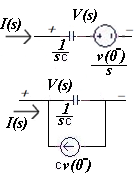 V(s)
I(s) + −
1/sC v(0⁻)/s
V(s)
+ −
I(s) 1/sC
Cv(0⁻)